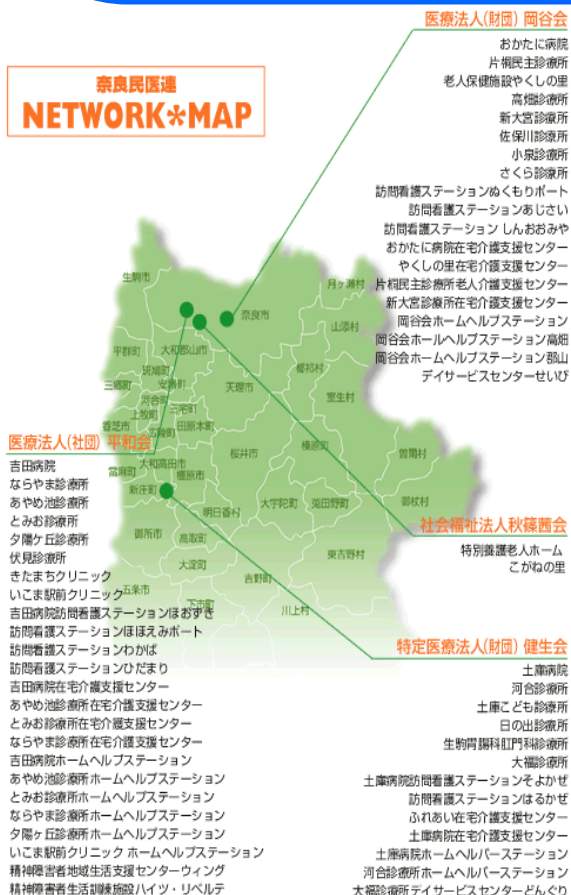 医療法人(財団) 岡谷会
おかたに病院
片桐民主診療所
老人保健施設やくしの里
高畑診療所
新大宮診療所
佐保川診療所
小泉診療所
さくら診療所
訪問看護ステーションぬくもりポート
訪問看護ステーションあじさい
訪問看護ステーション しんおおみや
おかたに病院在宅介護支援センター
やくしの里在宅介護支援センター
片桐民主診療所老人介護支援センター
新大宮診療所在宅介護支援センター
岡谷会ホームヘルプステーション
岡谷会ホールヘルプステーション高畑
岡谷会ホームヘルプステーション郡山
デイサービスセンターせいび
奈良民医連
NETWORK*MAP
生駒市
奈良市
月ヶ瀬村
山添村
平群町
大和郡山市
斑鳩町
三郷町
安堵町
天理市
都祁村
室生村
河合町
上牧町
三宅町
香芝市
広陵町
田原本町
桜井市
榛原町
曽爾村
當麻町
大和高田市
橿原市
新庄町
明日香村
大宇陀町
菟田野町
御杖村
御所市
高取町
大淀町
吉野町
東吉野村
五条市
下市町
川上村
医療法人(社団) 平和会
吉田病院
ならやま診療所
あやめ池診療所
とみお診療所
夕陽ケ丘診療所
伏見診療所
きたまちクリニック
いこま駅前クリニック
吉田病院訪問看護ステーションほおずき
訪問看護ステーションほほえみポート
訪問看護ステーションわかば
訪問看護ステーションひだまり
吉田病院在宅介護支援センター
あやめ池診療所在宅介護支援センター
とみお診療所在宅介護支援センター
ならやま診療所在宅介護支援センター
吉田病院ホームヘルプステーション
あやめ池診療所ホームヘルプステーション
とみお診療所ホームヘルプステーション
ならやま診療所ホームヘルプステーション
夕陽ヶ丘診療所ホームヘルプステーション
いこま駅前クリニック ホームヘルプステーション
精神障害者地域生活支援センターウィング
精神障害者生活訓練施設ハイツ・リベルテ
社会福祉法人秋篠茜会
特別養護老人ホーム
こがねの里
特定医療法人(財団) 健生会
土庫病院
河合診療所
土庫こども診療所
日の出診療所
生駒胃腸科肛門科診療所
大福診療所
土庫病院訪問看護ステーションそよかぜ
訪問看護ステーションはるかぜ
ふれあい在宅介護支援センター
土庫病院在宅介護支援センター
土庫病院ホームヘルパーステーション
河合診療所ホームヘルパーステーション
大福診療所デイサービスセンターどんぐり